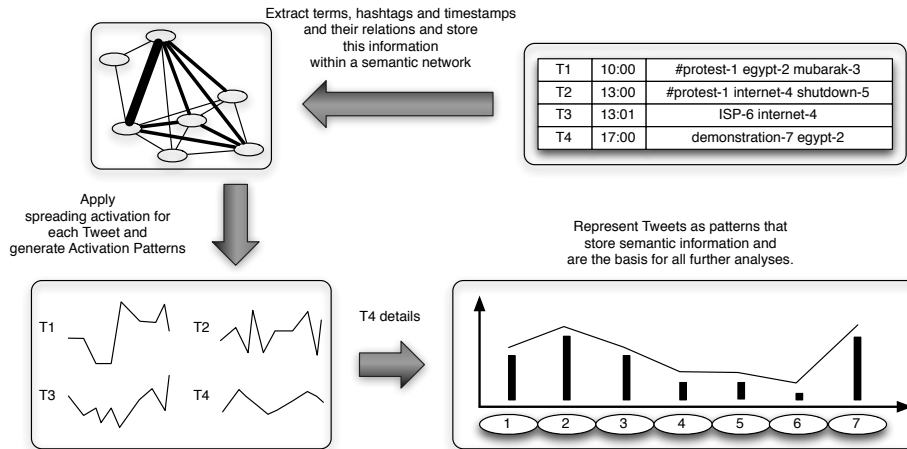 Extract terms, hashtags and timestamps
and their relations and store
this information
within a semantic network
T1 10:00 #protest-1 egypt-2 mubarak-3
T2 13:00 #protest-1 internet-4 shutdown-5
T3 13:01 ISP-6 internet-4
T4 17:00 demonstration-7 egypt-2
Apply
spreading activation for
each Tweet and
generate Activation Patterns
Represent Tweets as patterns that
store semantic information and
are the basis for all further analyses.
T1 T2
T3 T4
T4 details
1 2 3 4 5 6 7